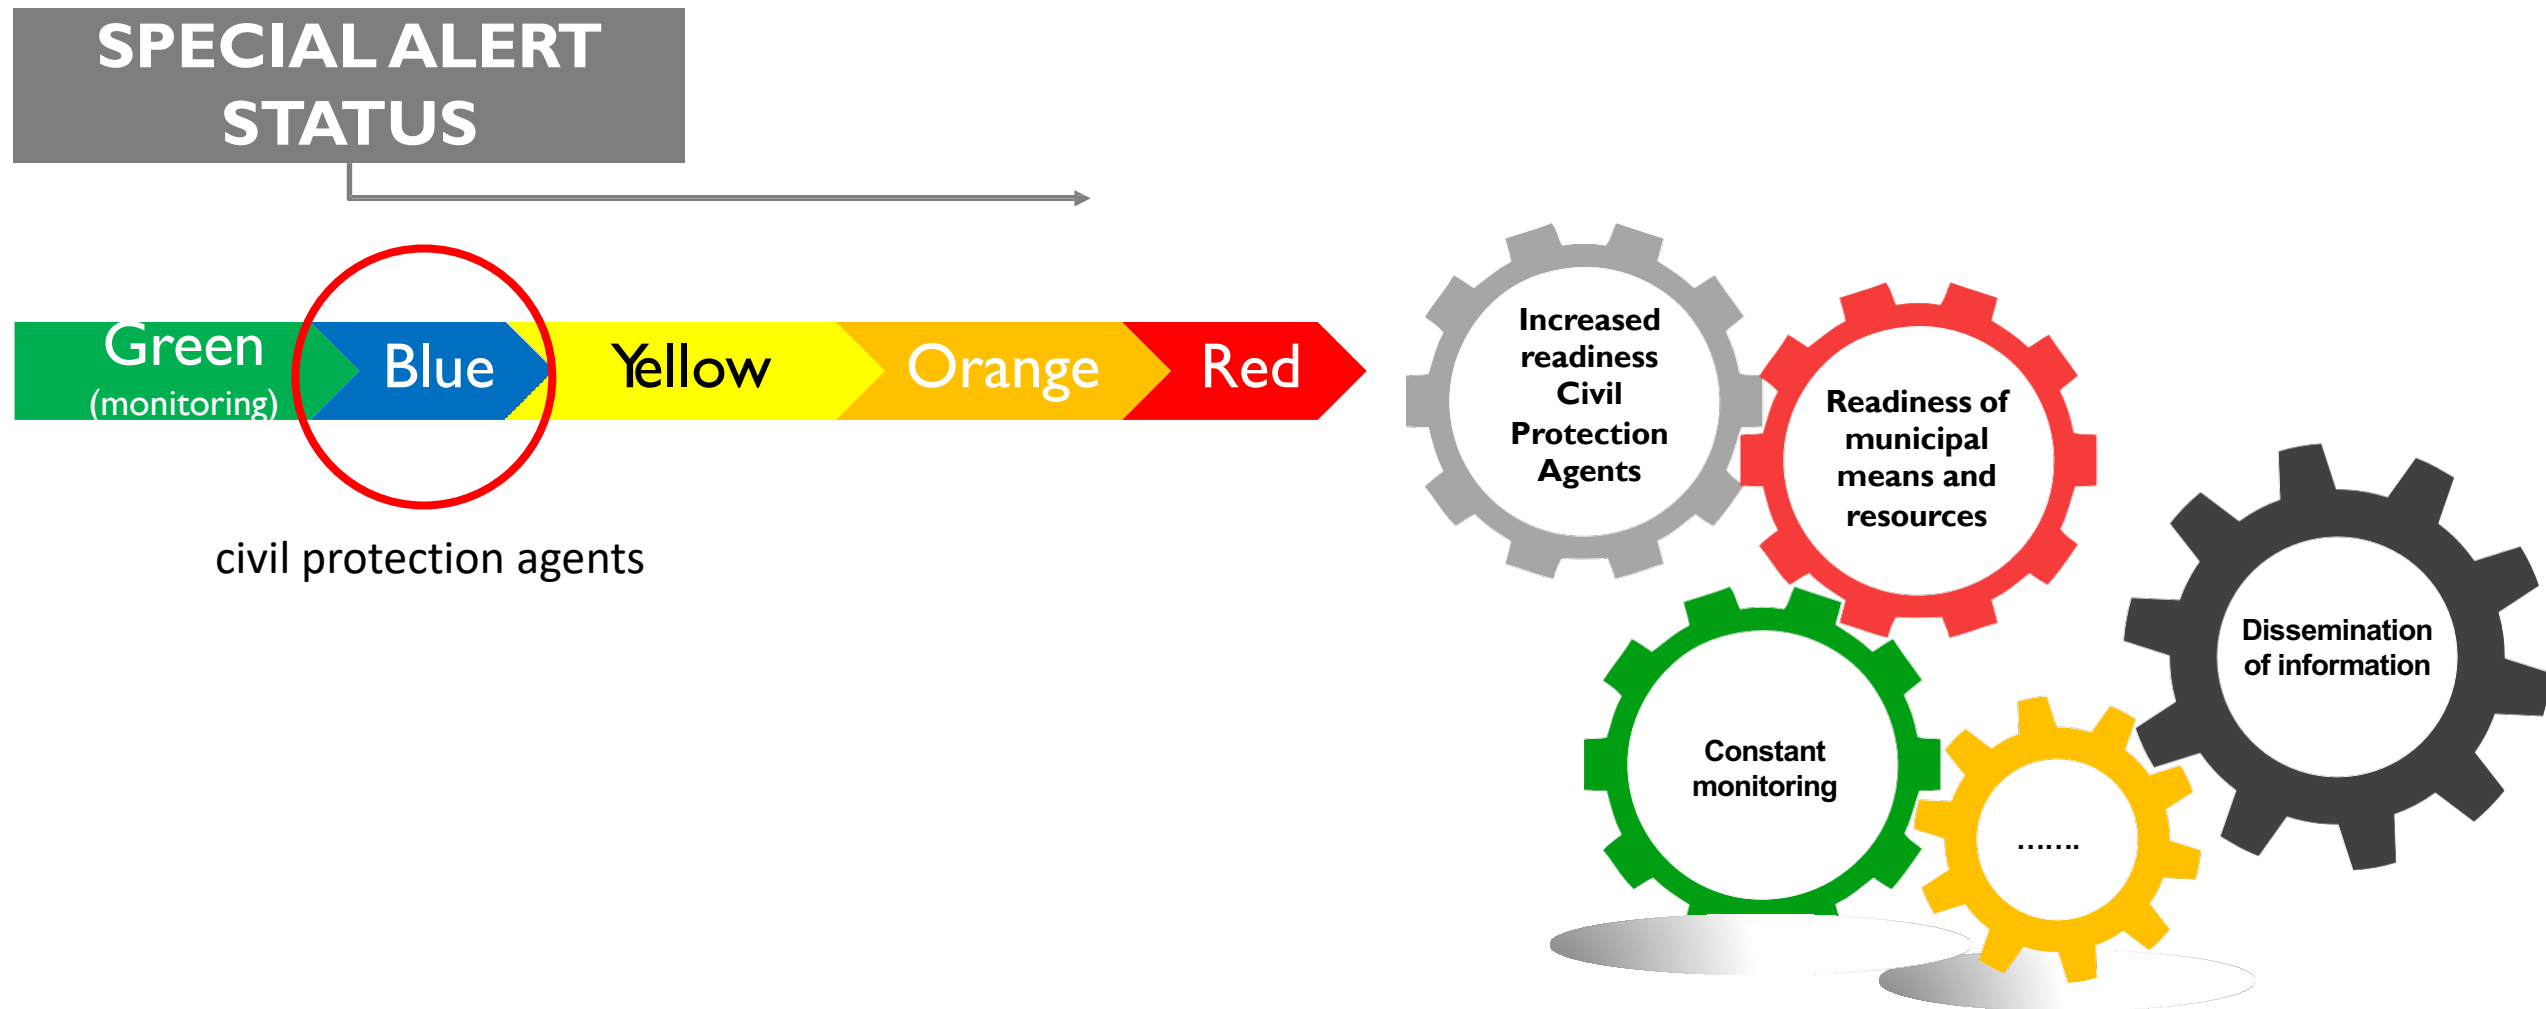 SPECIAL ALERT
STATUS
Green
(monitoring)
Blue
Yellow
Orange
Red
civil protection agents
Increased
readiness
Civil
Protection
Agents
Readiness of
municipal
means and
resources
Dissemination
of information
Constant
monitoring
.......